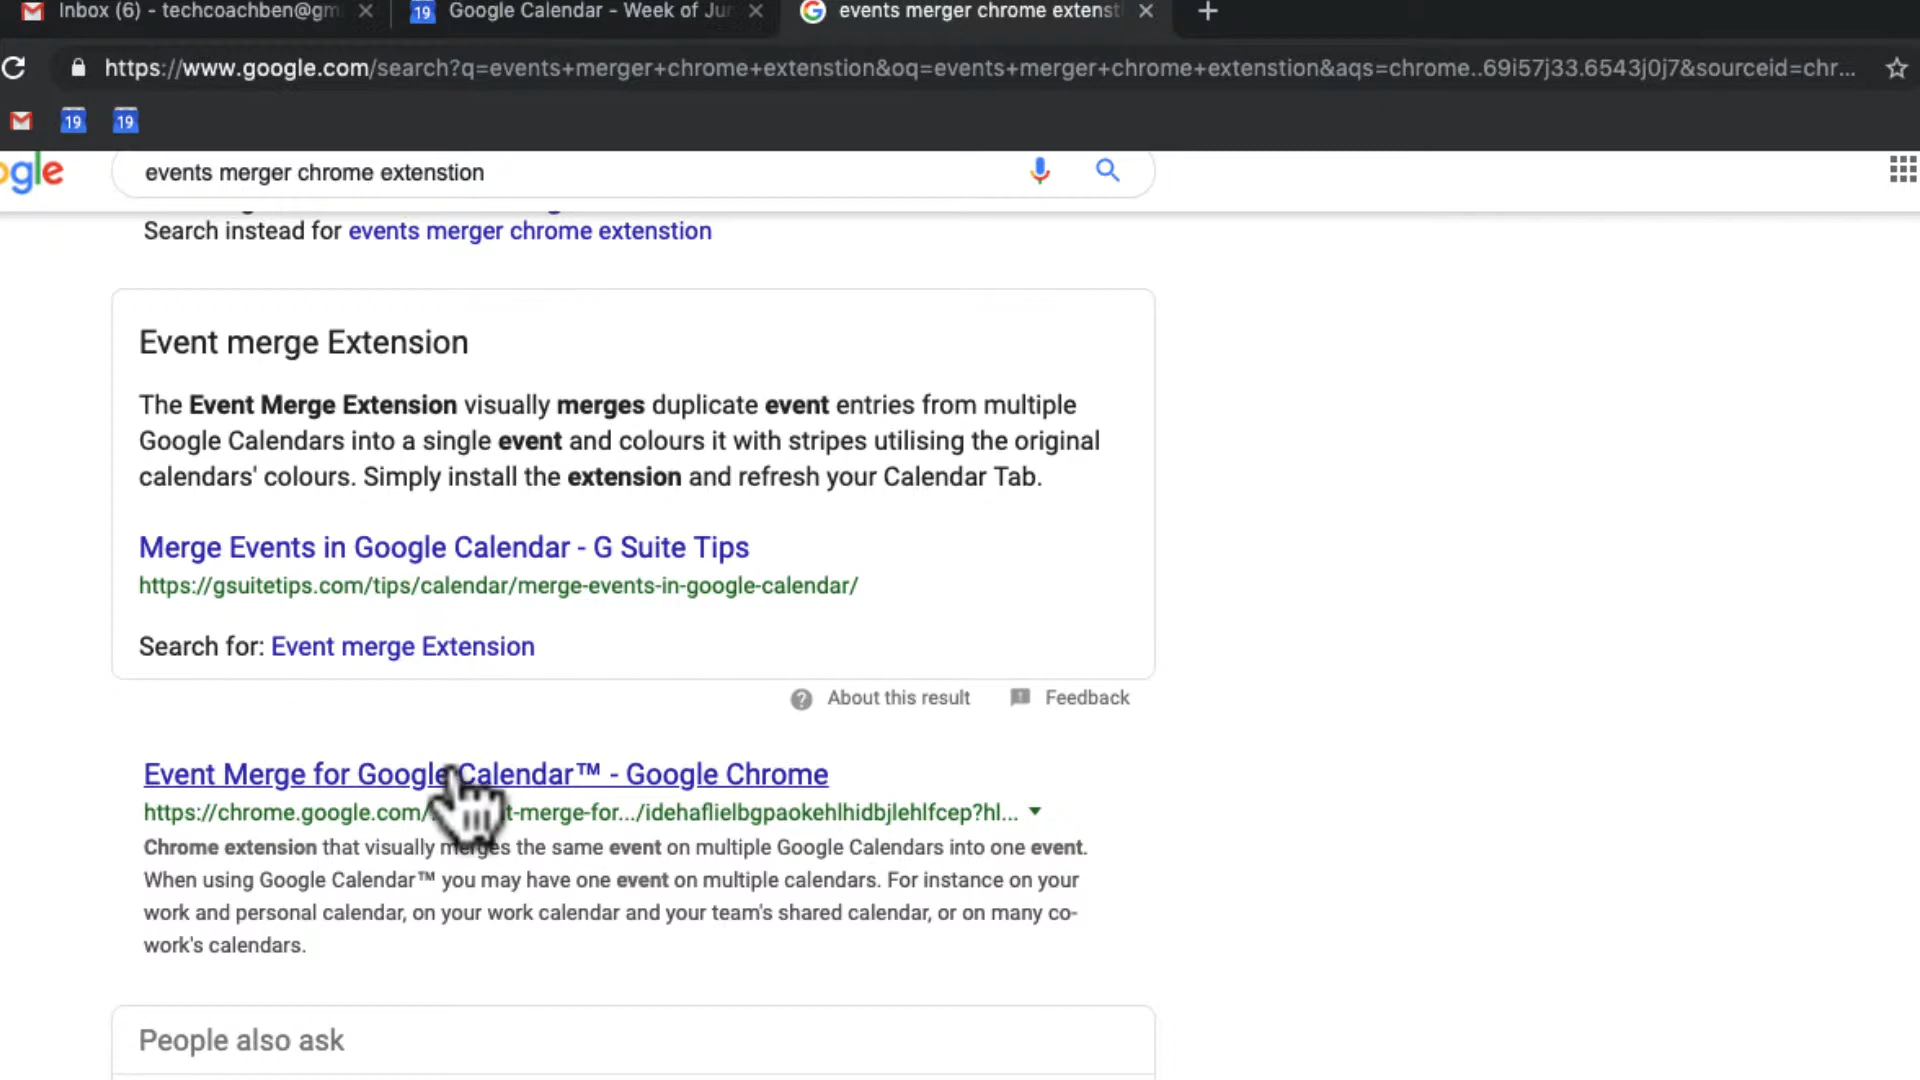 Inbox (6) - techcoachben@gm
19 Google Calendar - Week of Jun
events merger chrome extenst
https://www.google.com/search?q=events+merger+chrome+extenstion&oq=events+merger+chrome+extenstion&aqs=chrome..69i57j33.6543j0j7&sourceid=chr...
19 19
ogle
events merger chrome extenstion
Search instead for events merger chrome extenstion
Event merge Extension
The Event Merge Extension visually merges duplicate event entries from multiple
Google Calendars into a single event and colours it with stripes utilising the original
calendars' colours. Simply install the extension and refresh your Calendar Tab.
Merge Events in Google Calendar - G Suite Tips
https://gsuitetips.com/tips/calendar/merge-events-in-google-calendar/
Search for: Event merge Extension
About this result Feedback
Event Merge for Google Calendar™ - Google Chrome
https://chrome.google.com/ t-merge-for.../idehaflielbgpaokehlhidbjlehlfcep?hl...
Chrome extension that visually merges the same event on multiple Google Calendars into one event.
When using Google Calendar™ you may have one event on multiple calendars. For instance on your
work and personal calendar, on your work calendar and your team's shared calendar, or on many co-
work's calendars.
People also ask